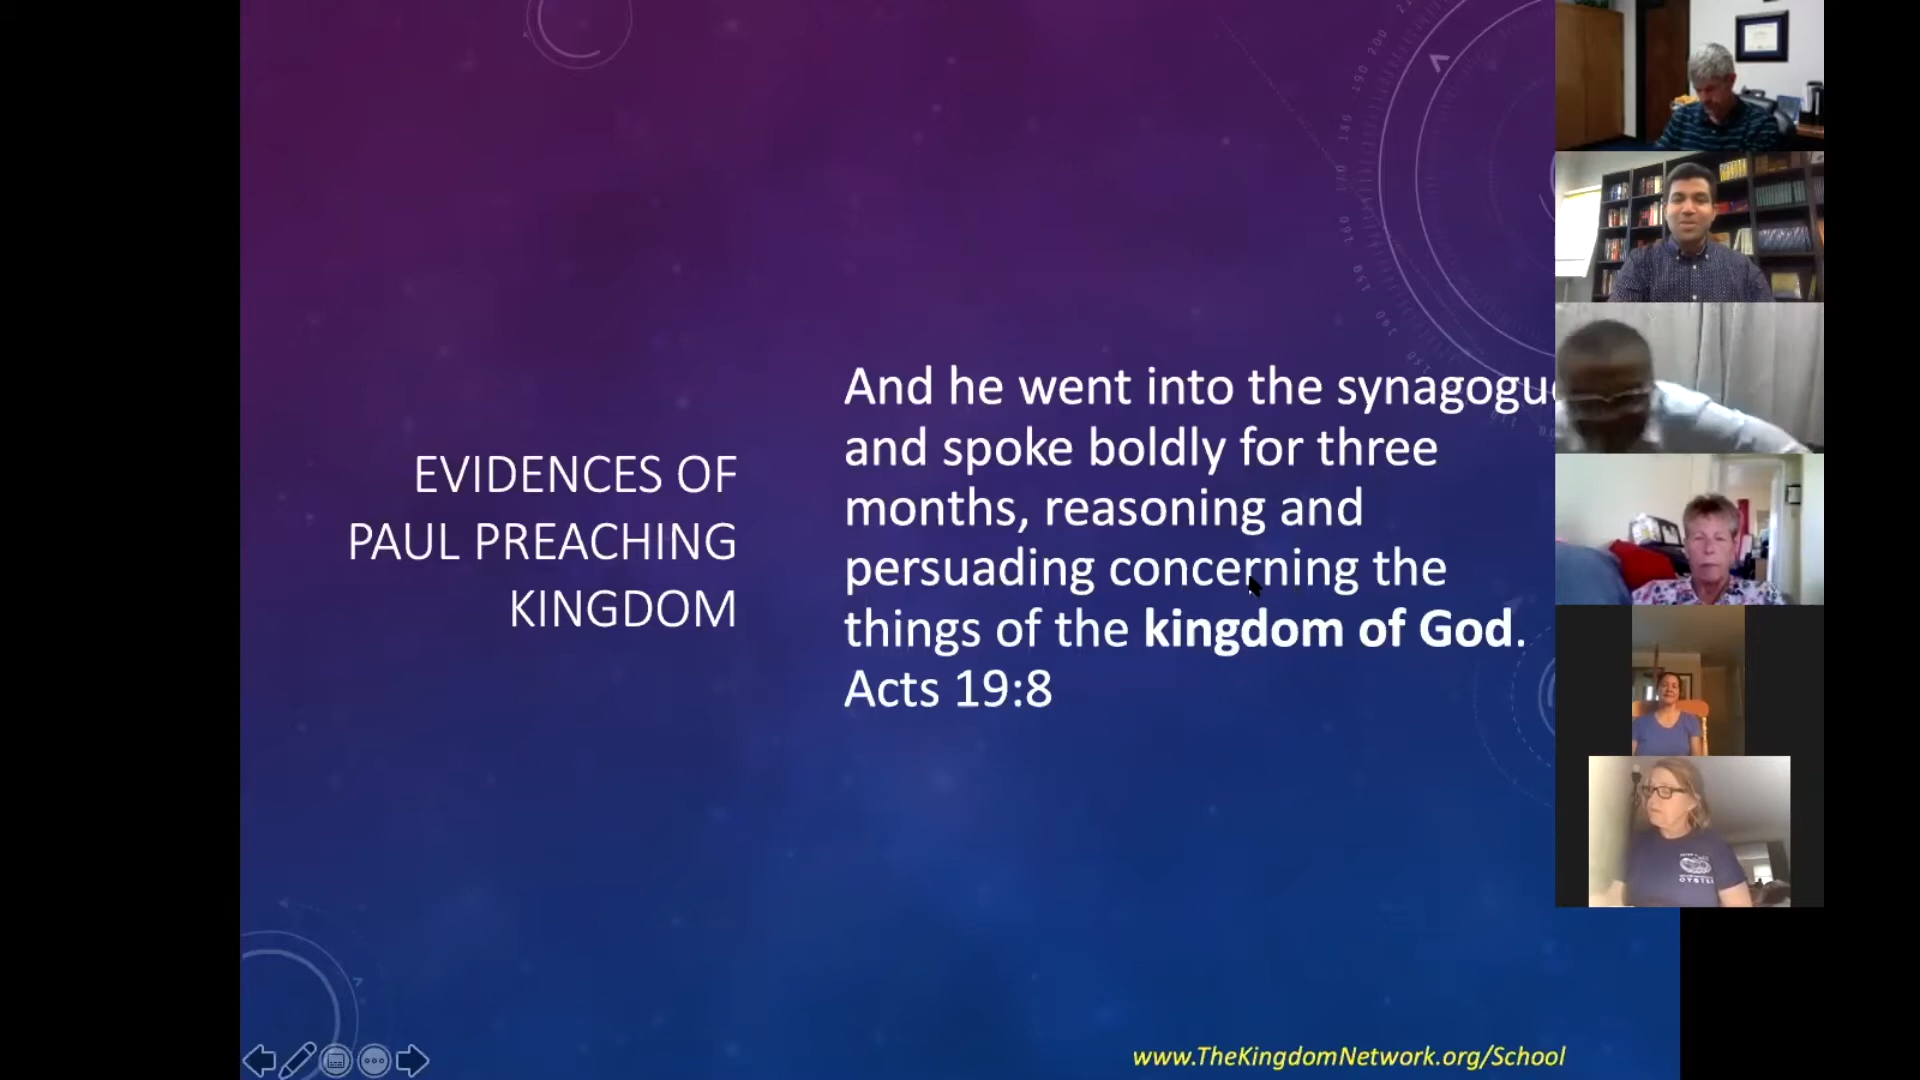 EVIDENCES OF
PAUL PREACHING
KINGDOM
And he went into the synagogue
and spoke boldly for three
months, reasoning and
persuading concerning the
things of the kingdom of God.
Acts 19:8
www.TheKingdomNetwork.org/School